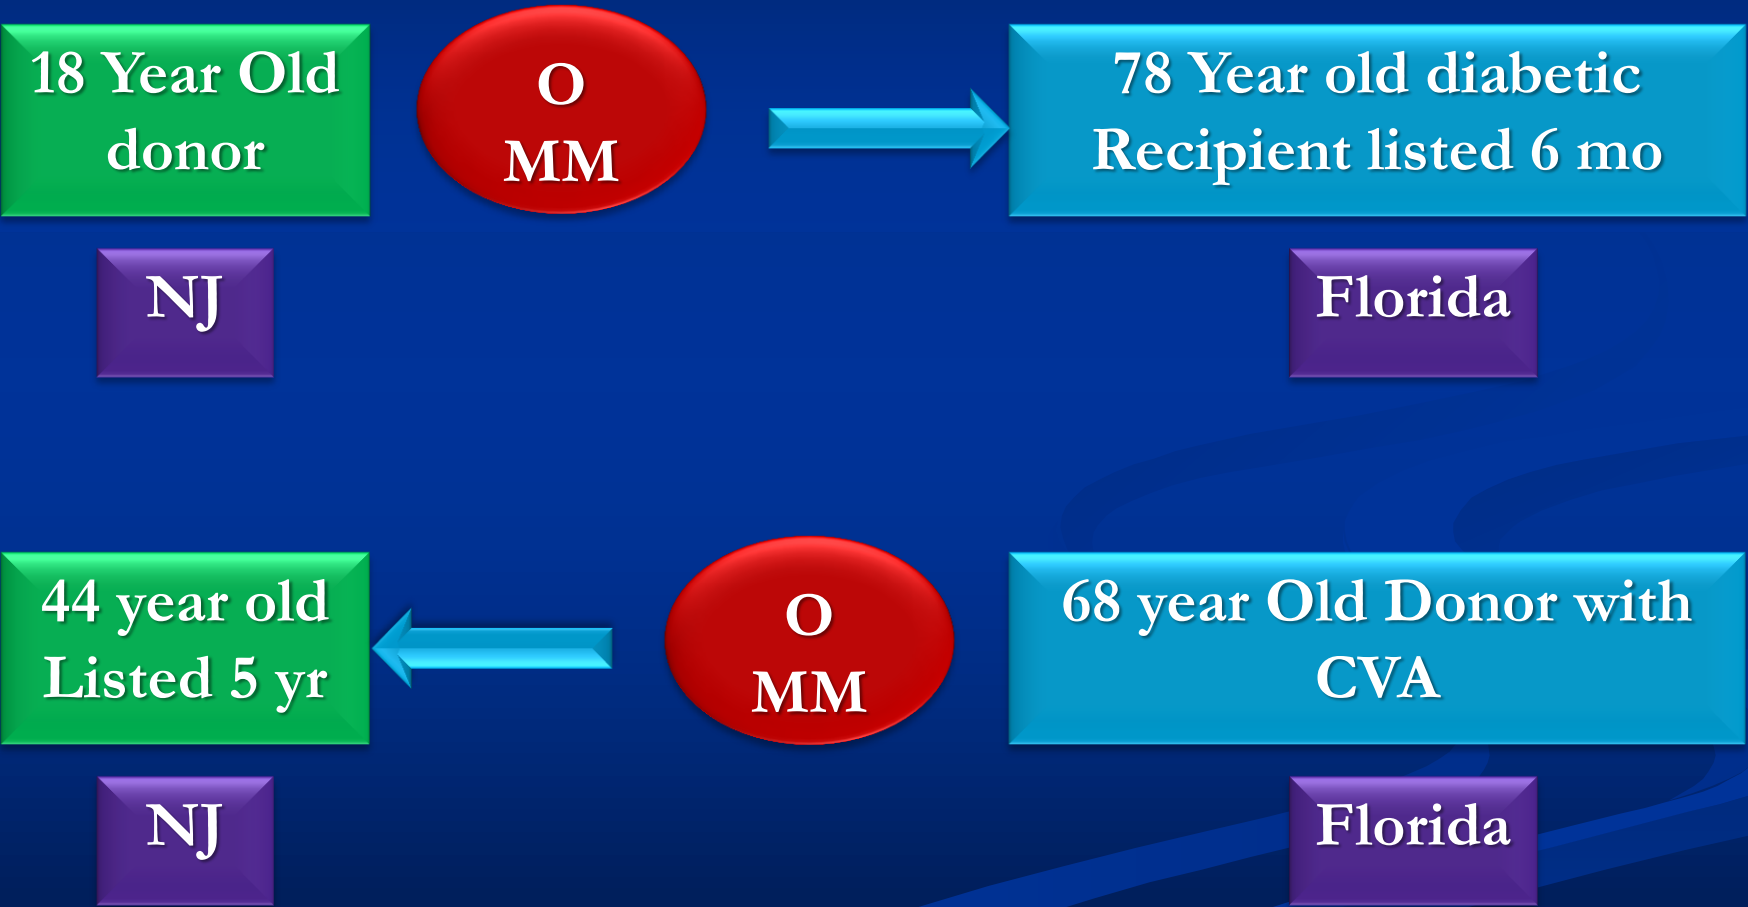 18 Year Old
donor
O
MM
78 Year old diabetic
Recipient listed 6 mo
NJ
Florida
44 year old
Listed 5 yr
O
MM
68 year Old Donor with
CVA
NJ
Florida